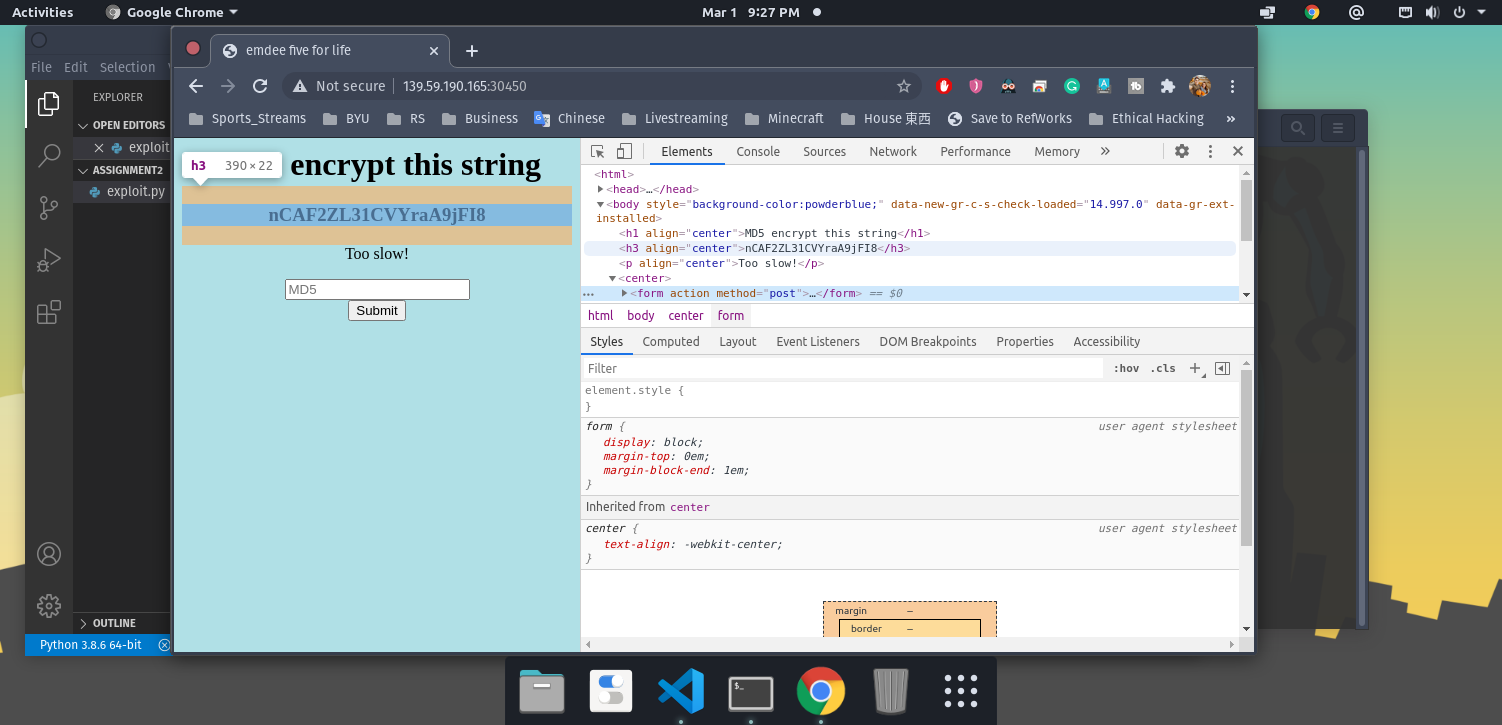 Activities Google Chrome Mar 1 9:27 PM
emdee five for life
File Edit Selection
Not secure 139.59.190.165:30450
EXPLORER
OPEN EDITORS
exploit
ASSIGNMENT2
exploit.py
OUTLINE
Python 3.8.6 64-bit
Sports_Streams BYU RS Business Chinese Livestreaming Minecraft House 東西 Save to RefWorks Ethical Hacking »
h3 390 × 22
encrypt this string
nCAF2ZL31CVYraA9jFI8
Too slow!
MD5
Submit
Elements Console Sources Network Performance Memory »
<html>
<head>…</head>
<body style="background-color:powderblue;" data-new-gr-c-s-check-loaded="14.997.0" data-gr-ext-
installed>
<h1 align="center">MD5 encrypt this string</h1>
<h3 align="center">nCAF2ZL31CVYraA9jFI8</h3>
<p align="center">Too slow!</p>
<center>
<form action method="post">…</form> == $0
html body center form
Styles Computed Layout Event Listeners DOM Breakpoints Properties Accessibility
Filter :hov .cls
element.style {
}
form { user agent stylesheet
display: block;
margin-top: 0em;
margin-block-end: 1em;
}
Inherited from center
center { user agent stylesheet
text-align: -webkit-center;
}
margin –
border –